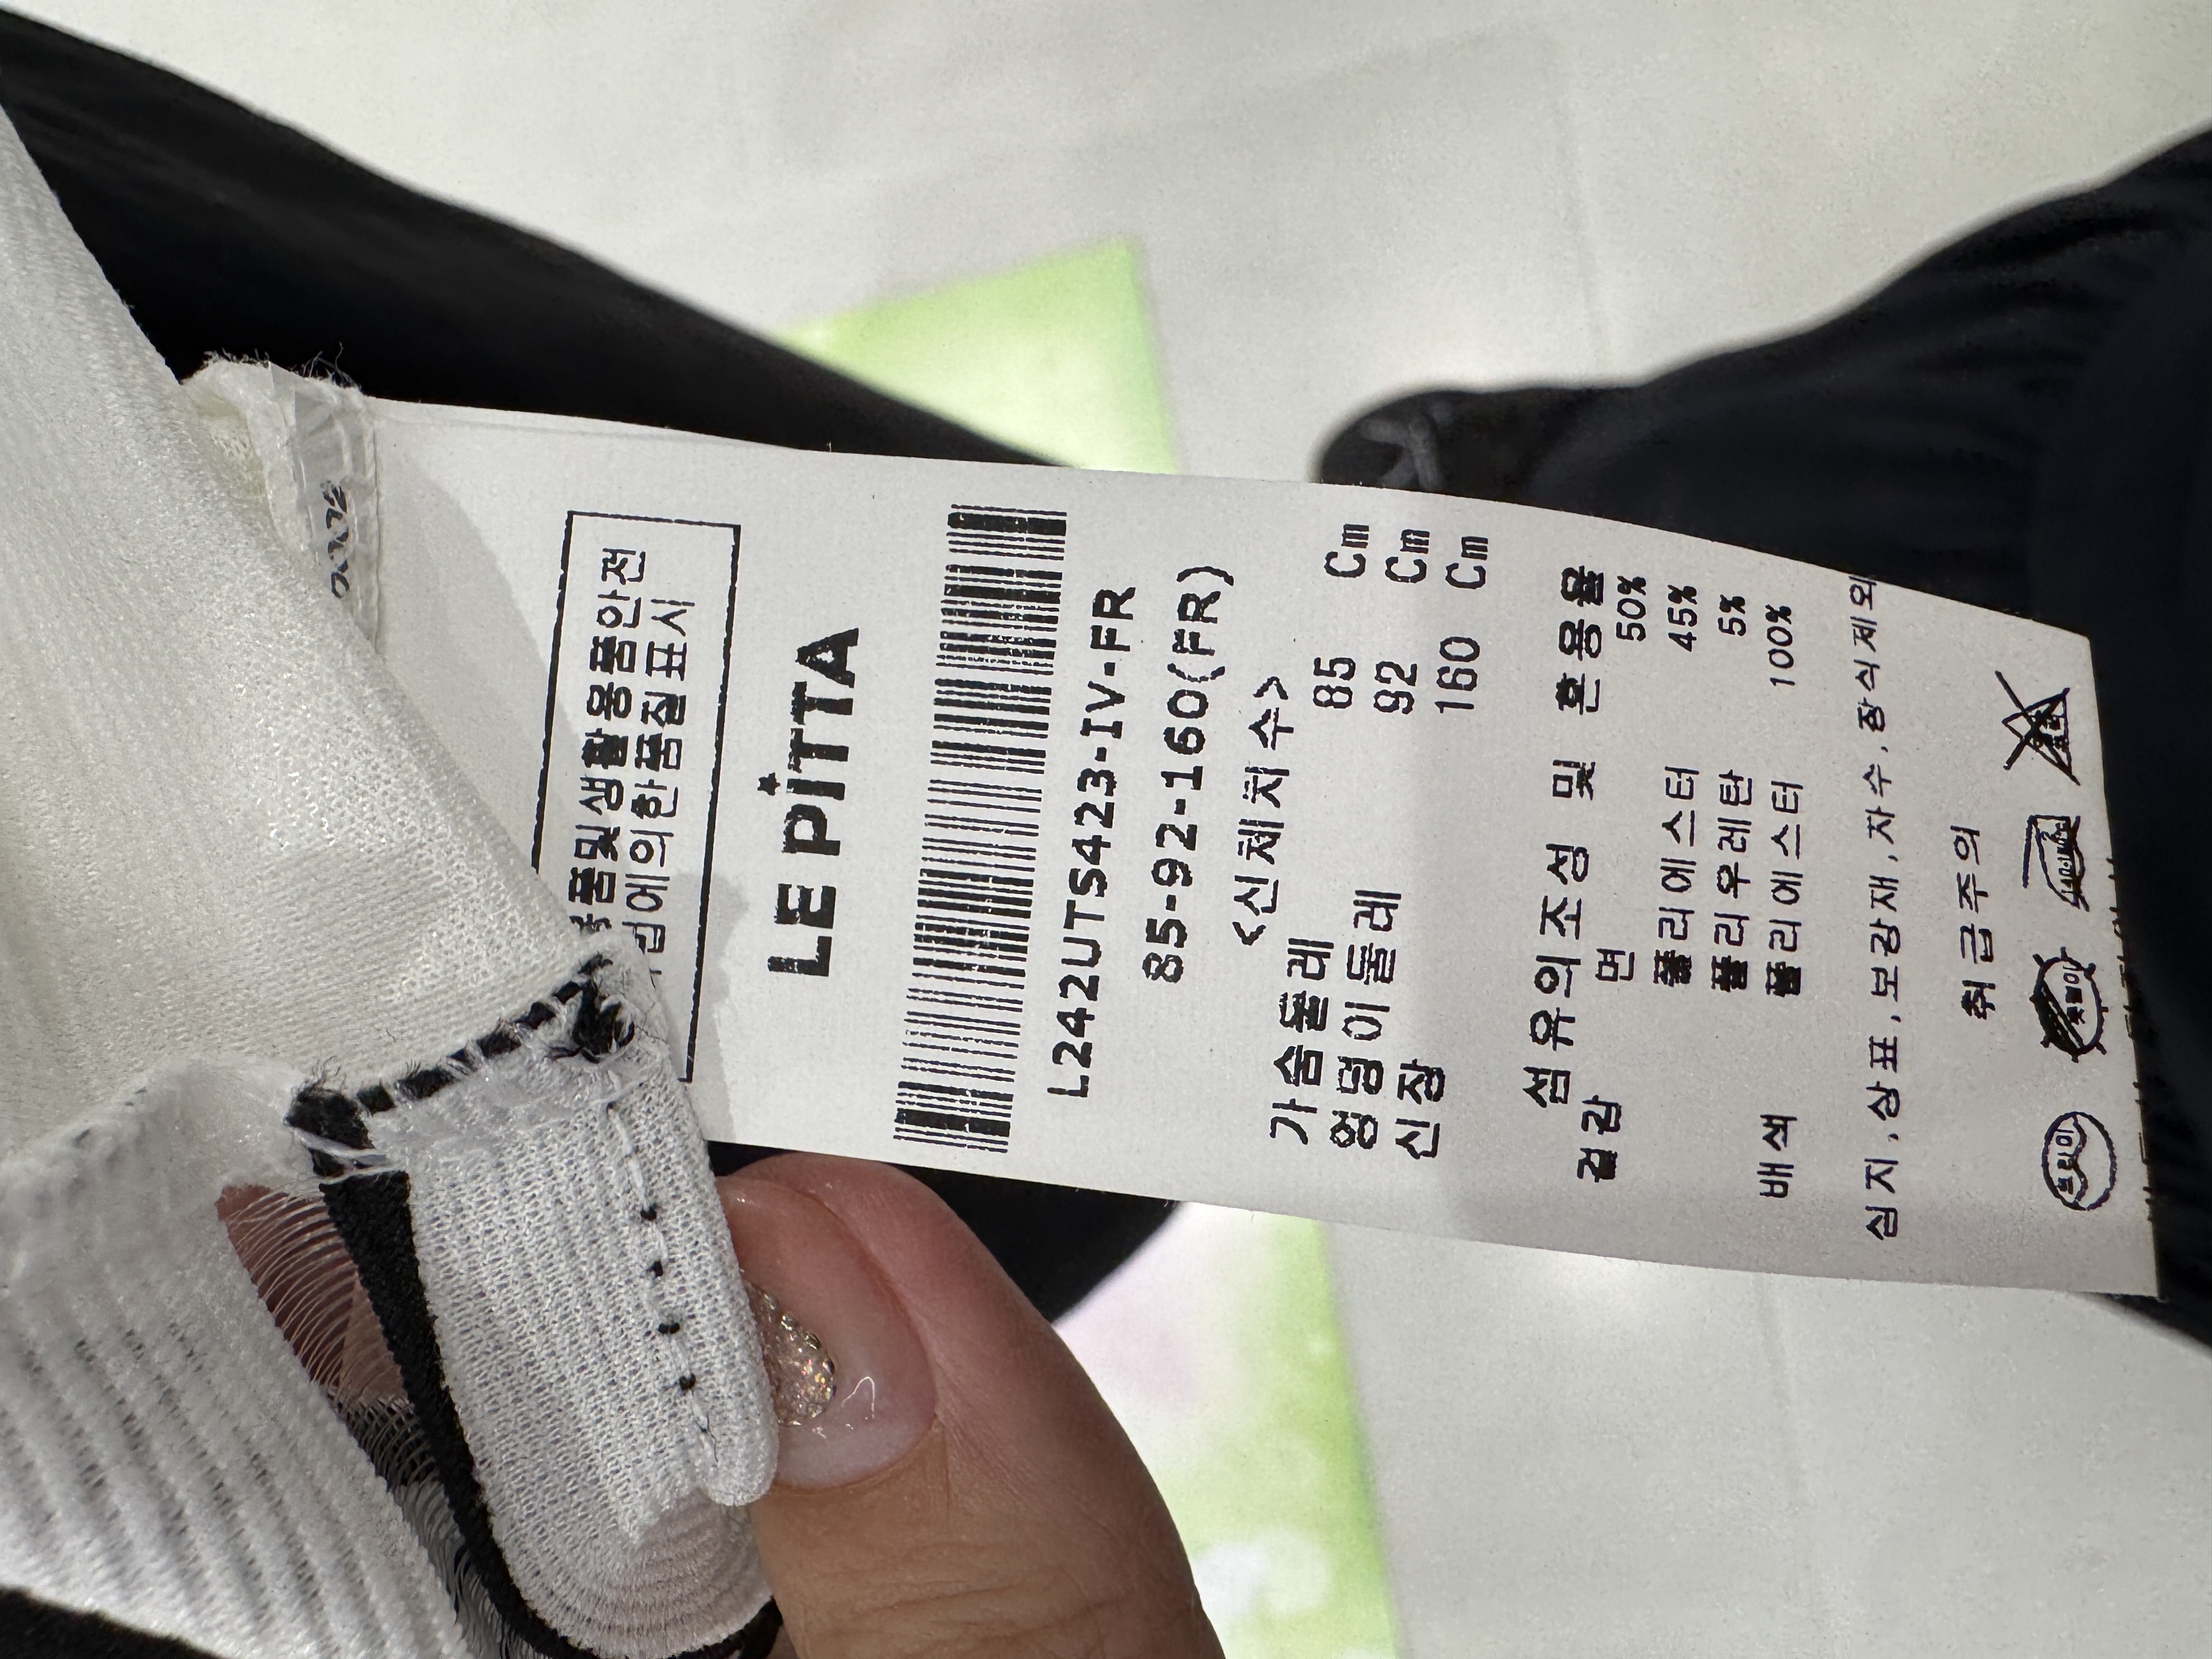 품및생활용품안전
법에의한품질표시
LE PITTA
L242UTS423-IV-FR
85-92-160(FR)
<신체치수>
가슴둘레 85 Cm
엉덩이둘레 92 Cm
신장 160 Cm
섬유의조성 및 혼용율
겉감 면 50%
폴리에스터 45%
폴리우레탄 5%
배색 폴리에스터 100%
심지,상표,보강재,자수,장식제외
취급주의
드라이